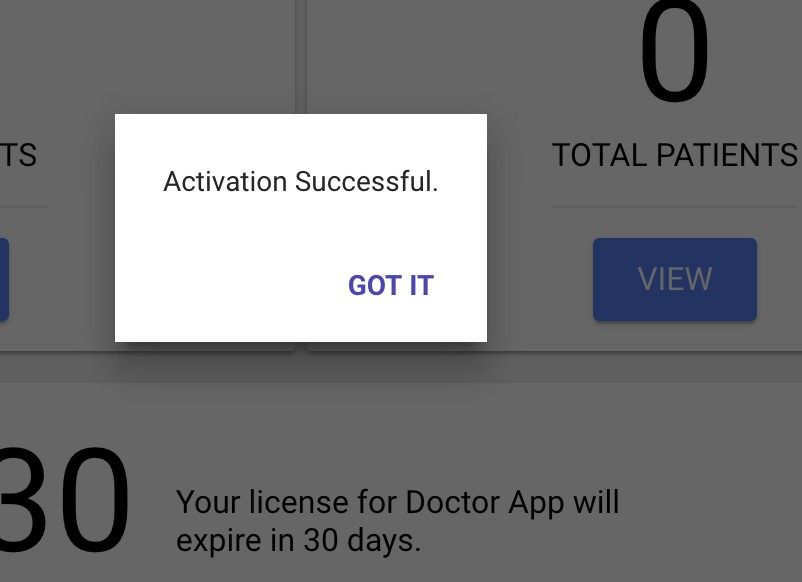 0
TS
TOTAL PATIENTS
Activation Successful.
GOT IT
VIEW
30
Your license for Doctor App will
expire in 30 days.